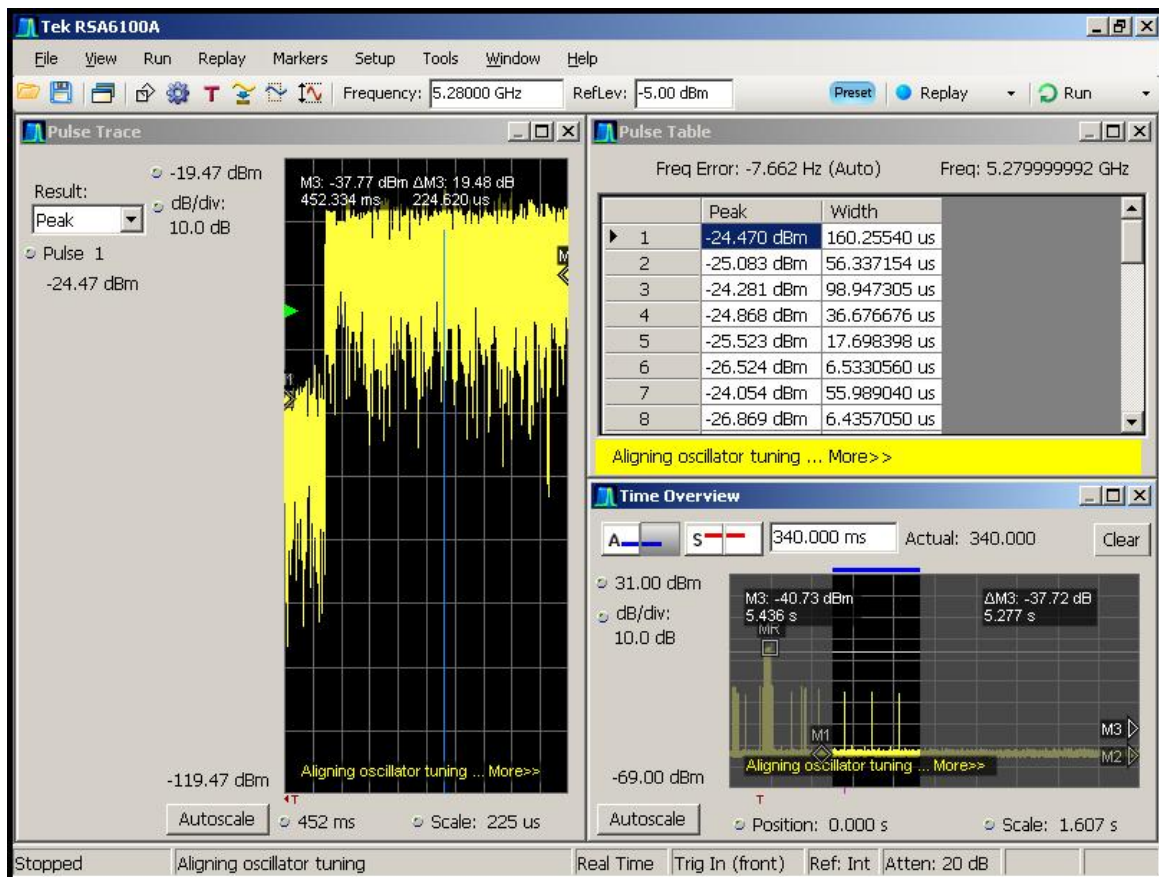 Tek RSA6100A
File View Run Replay Markers Setup Tools Window Help
Frequency: 5.28000 GHz RefLev: -5.00 dBm Preset Replay Run
Pulse Trace
Result:
Peak
Pulse 1
-24.47 dBm
-19.47 dBm
dB/div:
10.0 dB
M3: -37.77 dBm ΔM3: 19.48 dB
452.334 ms 224.620 us
-119.47 dBm
Aligning oscillator tuning ... More>>
T
Autoscale 452 ms Scale: 225 us
Pulse Table
Freq Error: -7.662 Hz (Auto) Freq: 5.279999992 GHz
Peak Width
1 -24.470 dBm 160.25540 us
2 -25.083 dBm 56.337154 us
3 -24.281 dBm 98.947305 us
4 -24.868 dBm 36.676676 us
5 -25.523 dBm 17.698398 us
6 -26.524 dBm 6.5330560 us
7 -24.054 dBm 55.989040 us
8 -26.869 dBm 6.4357050 us
Aligning oscillator tuning ... More>>
Time Overview
A S 340.000 ms Actual: 340.000 Clear
31.00 dBm
dB/div:
10.0 dB
M3: -40.73 dBm ΔM3: -37.72 dB
5.436 s 5.277 s
MR
M1
M3
M2
Aligning oscillator tuning ... More>>
-69.00 dBm
T
Autoscale Position: 0.000 s Scale: 1.607 s
Stopped Aligning oscillator tuning Real Time Trig In (front) Ref: Int Atten: 20 dB